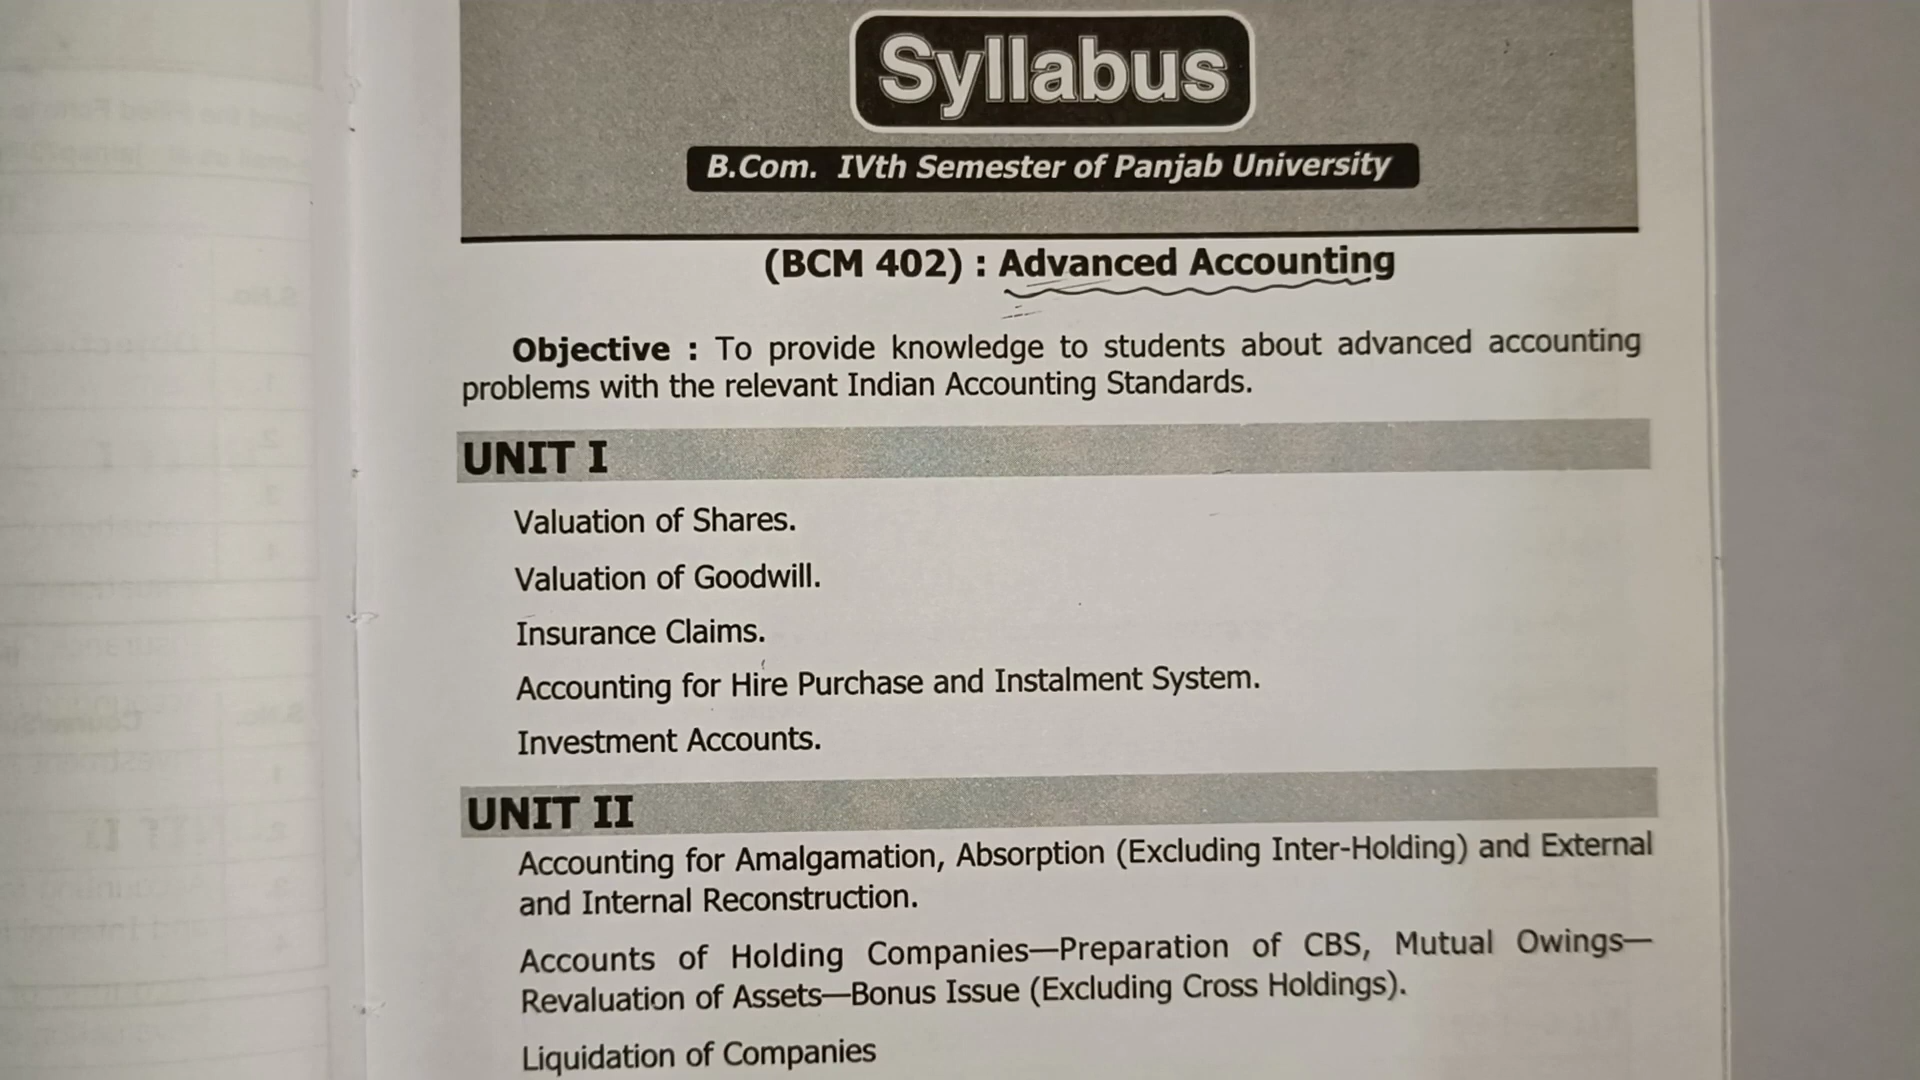 Syllabus
B.Com. IVth Semester of Panjab University
(BCM 402) : Advanced Accounting
Objective : To provide knowledge to students about advanced accounting
problems with the relevant Indian Accounting Standards.
UNIT I
Valuation of Shares.
Valuation of Goodwill.
Insurance Claims.
Accounting for Hire Purchase and Instalment System.
Investment Accounts.
UNIT II
Accounting for Amalgamation, Absorption (Excluding Inter-Holding) and External
and Internal Reconstruction.
Accounts of Holding Companies—Preparation of CBS, Mutual Owings—
Revaluation of Assets—Bonus Issue (Excluding Cross Holdings).
Liquidation of Companies